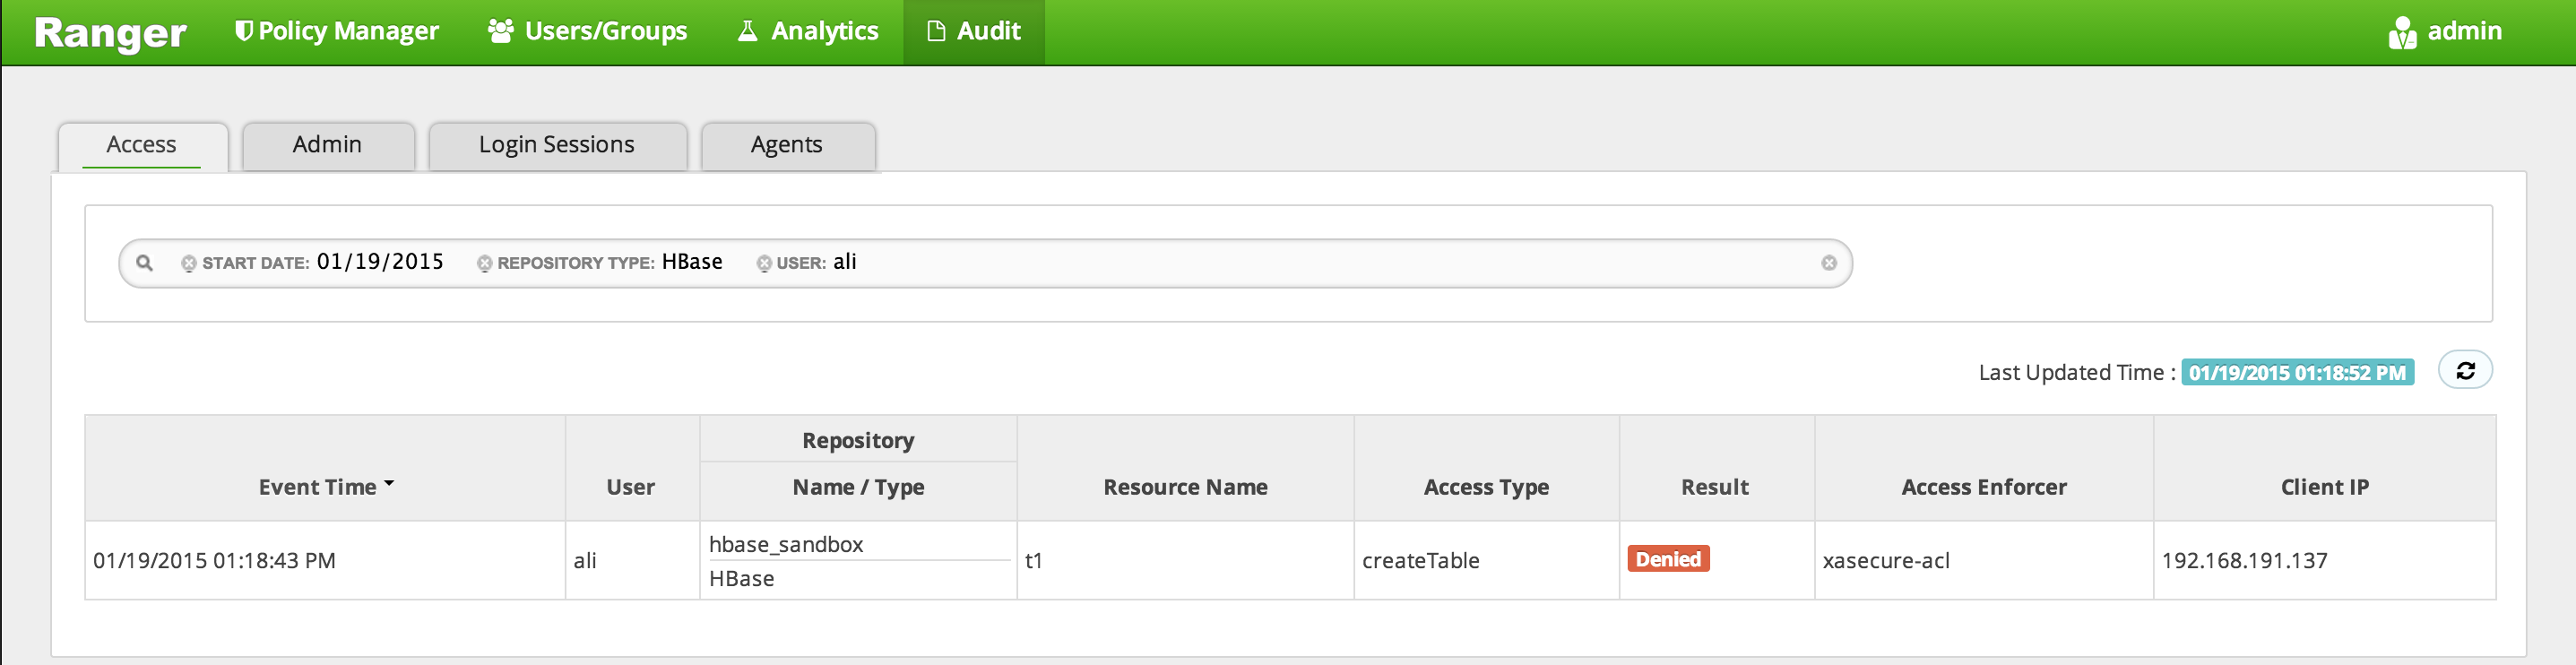 Ranger Policy Manager Users/Groups Analytics Audit admin
Access Admin Login Sessions Agents
START DATE: 01/19/2015 REPOSITORY TYPE: HBase USER: ali
Last Updated Time : 01/19/2015 01:18:52 PM
Repository
Event Time User Name / Type Resource Name Access Type Result Access Enforcer Client IP
hbase_sandbox
01/19/2015 01:18:43 PM ali t1 createTable Denied xasecure-acl 192.168.191.137
HBase